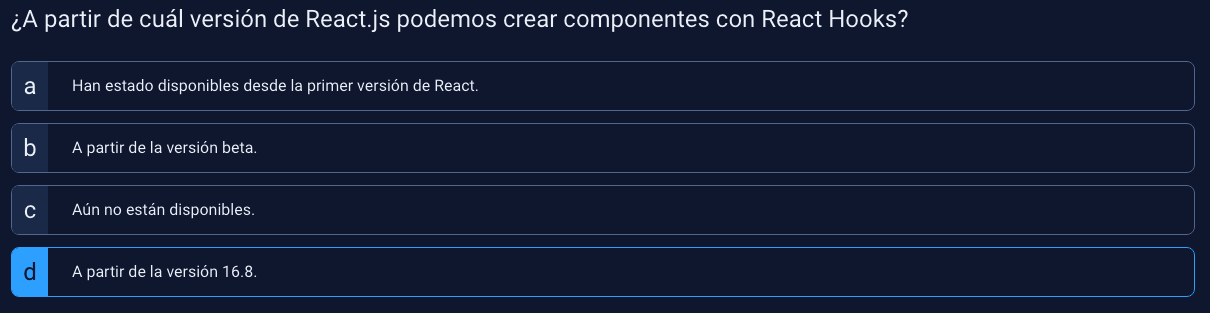 ¿A partir de cuál versión de React.js podemos crear componentes con React Hooks?
a Han estado disponibles desde la primer versión de React.
b A partir de la versión beta.
c Aún no están disponibles.
d A partir de la versión 16.8.